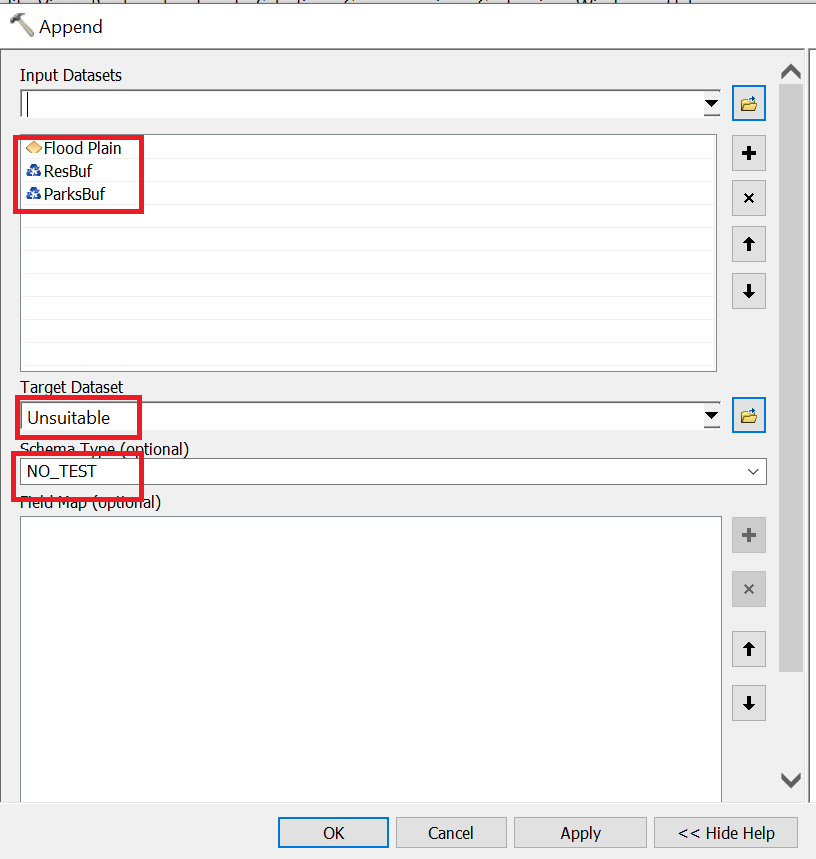 Append
Input Datasets
Flood Plain
ResBuf
ParksBuf
Target Dataset
Unsuitable
Schema Type (optional)
NO_TEST
Field Map (optional)
OK
Cancel
Apply
<< Hide Help